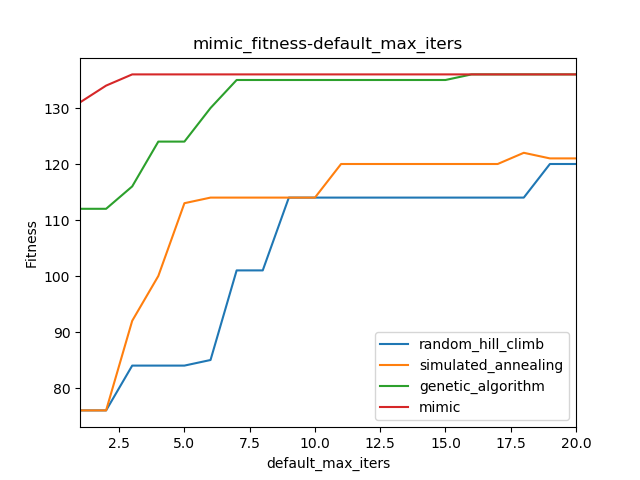 mimic_fitness-default_max_iters
Fitness
130
120
110
100
90
80
2.5 5.0 7.5 10.0 12.5 15.0 17.5 20.0
default_max_iters
random_hill_climb
simulated_annealing
genetic_algorithm
mimic